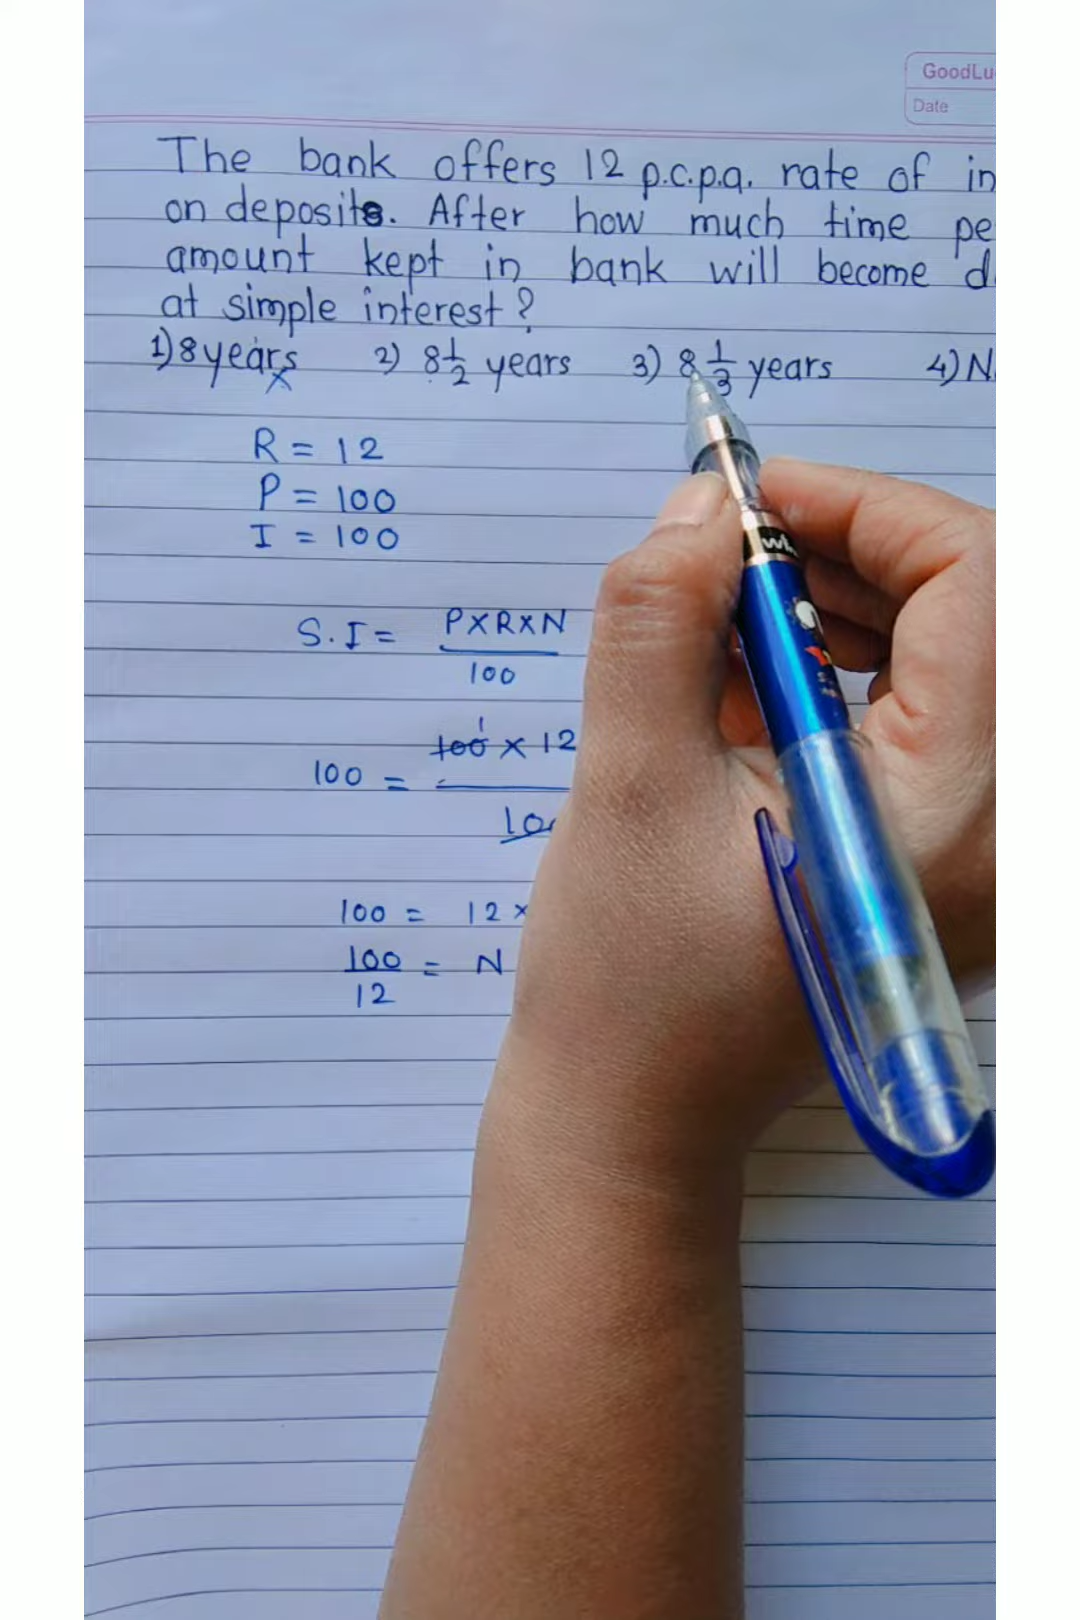 GoodLu
Date
The bank offers 12 p.c.p.a. rate of in
on deposits. After how much time pe
amount kept in bank will become d
at simple interest?
1) 8 years 2) 8 1/2 years 3) 8 1/3 years 4) N
R = 12
P = 100
I = 100
S.I = P×R×N / 100
100 = 100 1 × 12 / 10
100 = 12 ×
100 / 12 = N